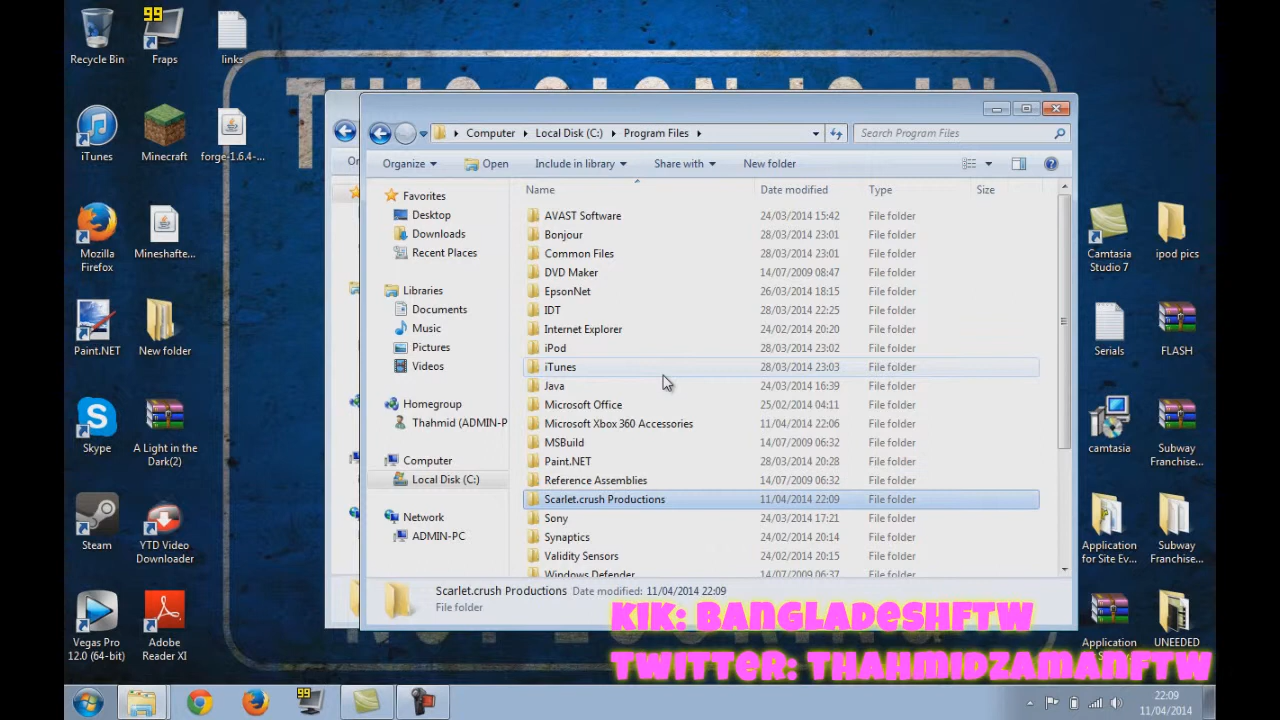 99
99
Recycle Bin
Fraps
links
iTunes
Minecraft
forge-1.6.4-...
Mozilla
Firefox
Mineshafte...
Paint.NET
New folder
Skype
A Light in the
Dark(2)
Steam
YTD Video
Downloader
Vegas Pro
12.0 (64-bit)
Adobe
Reader XI
Computer
Local Disk (C:)
Program Files
Search Program Files
Organize
Open
Include in library
Share with
New folder
Or
Favorites
Desktop
Downloads
Recent Places
Libraries
Documents
Music
Pictures
Videos
Homegroup
Thahmid (ADMIN-P
Computer
Local Disk (C:)
Network
ADMIN-PC
Name Date modified Type Size
AVAST Software 24/03/2014 15:42 File folder
Bonjour 28/03/2014 23:01 File folder
Common Files 28/03/2014 23:01 File folder
DVD Maker 14/07/2009 08:47 File folder
EpsonNet 26/03/2014 18:15 File folder
IDT 28/03/2014 22:25 File folder
Internet Explorer 24/02/2014 20:20 File folder
iPod 28/03/2014 23:02 File folder
iTunes 28/03/2014 23:03 File folder
Java 24/03/2014 16:39 File folder
Microsoft Office 25/02/2014 04:11 File folder
Microsoft Xbox 360 Accessories 11/04/2014 22:06 File folder
MSBuild 14/07/2009 06:32 File folder
Paint.NET 28/03/2014 20:28 File folder
Reference Assemblies 14/07/2009 06:32 File folder
Scarlet.crush Productions 11/04/2014 22:09 File folder
Sony 24/03/2014 17:21 File folder
Synaptics 24/02/2014 20:14 File folder
Validity Sensors 24/02/2014 20:15 File folder
Windows Defender 14/07/2009 06:37 File folder
Scarlet.crush Productions Date modified: 11/04/2014 22:09
File folder
Camtasia
Studio 7
ipod pics
Serials
FLASH
camtasia
Subway
Franchise...
Application
for Site Ev...
Subway
Franchise...
Application
UNEEDED
KIK: BANGLADESHFTW
TWITTER: THAHMIDZAMANFTW
99
22:09
11/04/2014